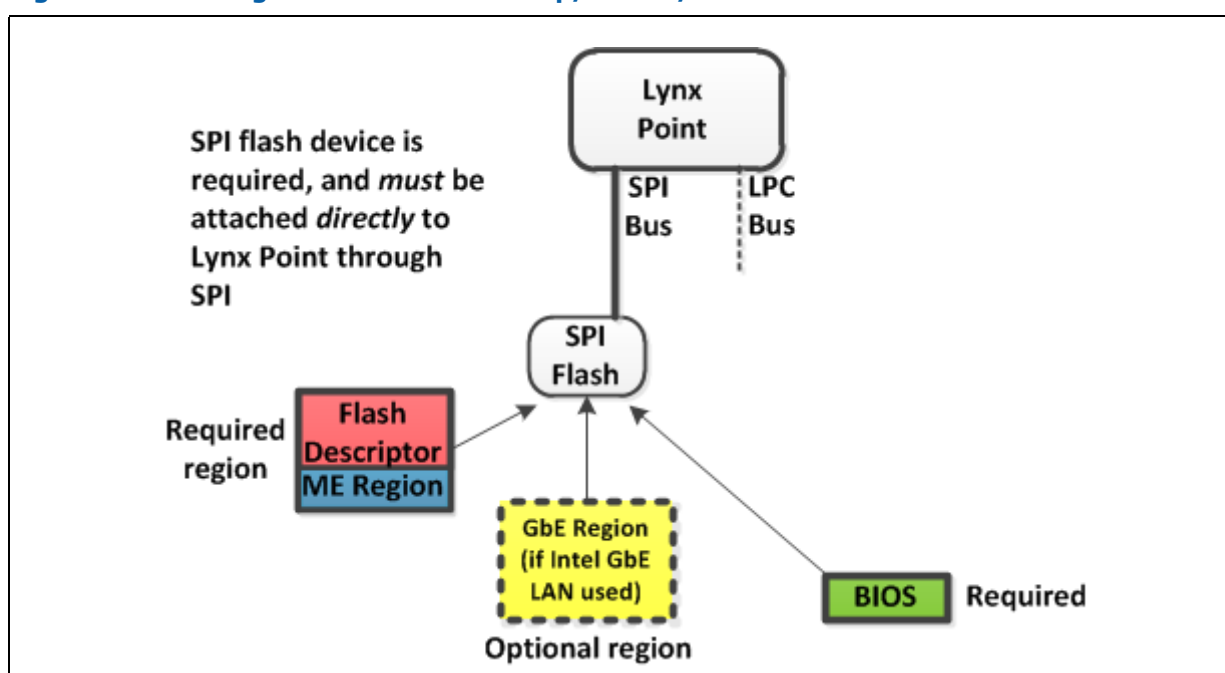 Lynx
Point
SPI flash device is
required, and must be
attached directly to
Lynx Point through
SPI
SPI
Bus
LPC
Bus
SPI
Flash
Required
region
Flash
Descriptor
ME Region
GbE Region
(if Intel GbE
LAN used)
Optional region
BIOS
Required